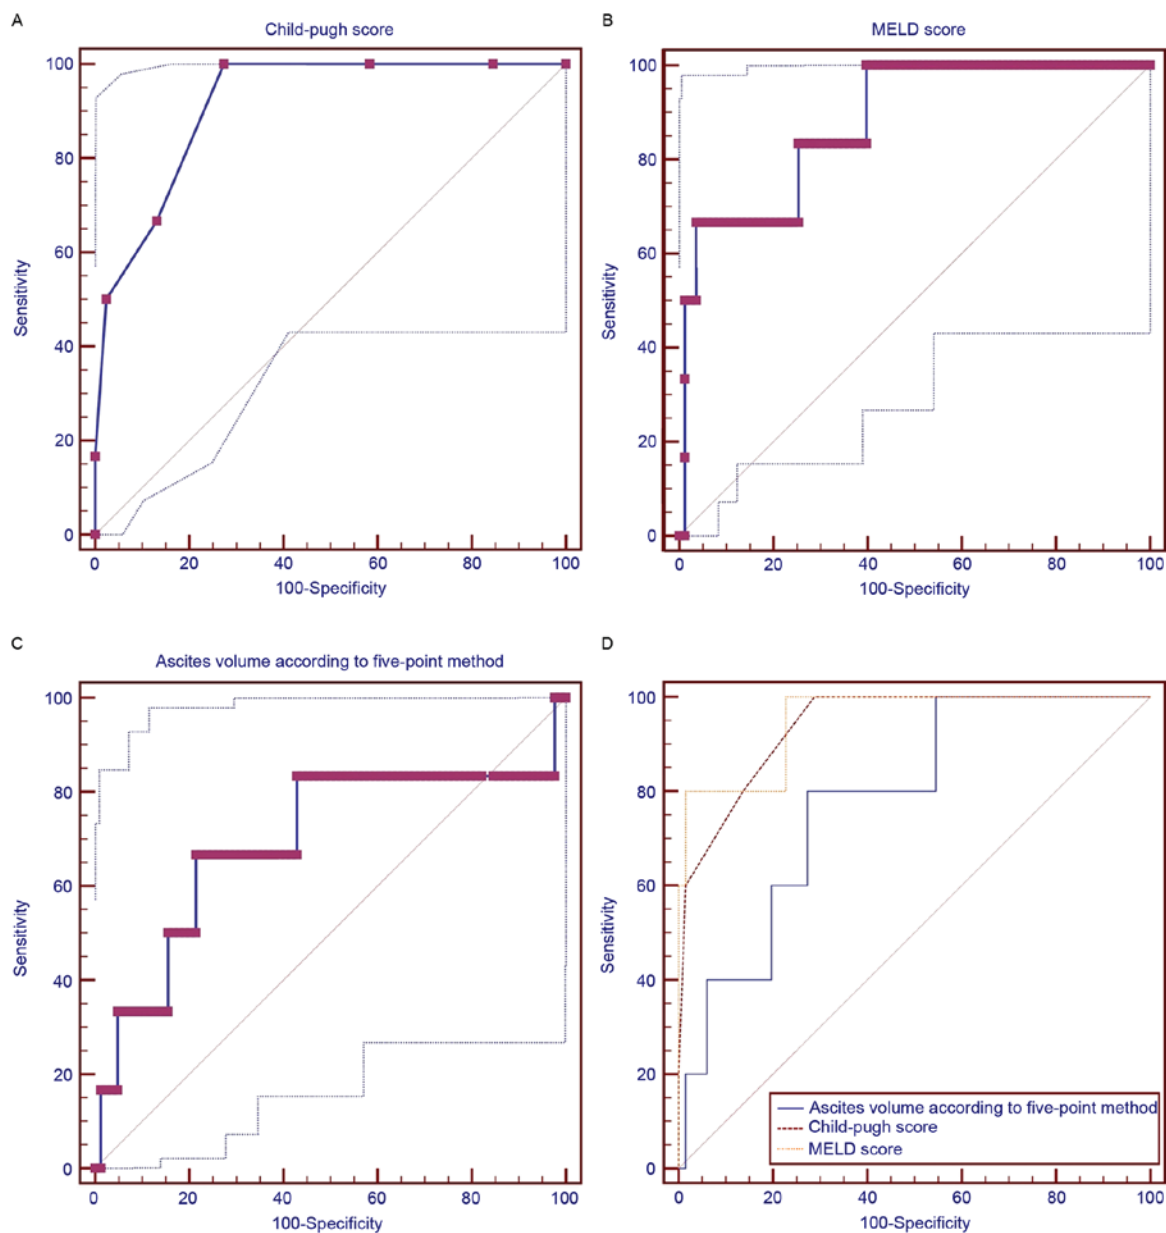 A
Child-pugh score
100
80
60
40
20
0
Sensitivity
0 20 40 60 80 100
100-Specificity
B
MELD score
100
80
60
40
20
0
Sensitivity
0 20 40 60 80 100
100-Specificity
C
Ascites volume according to five-point method
100
80
60
40
20
0
Sensitivity
0 20 40 60 80 100
100-Specificity
D
100
80
60
40
20
0
Sensitivity
Ascites volume according to five-point method
Child-pugh score
MELD score
0 20 40 60 80 100
100-Specificity